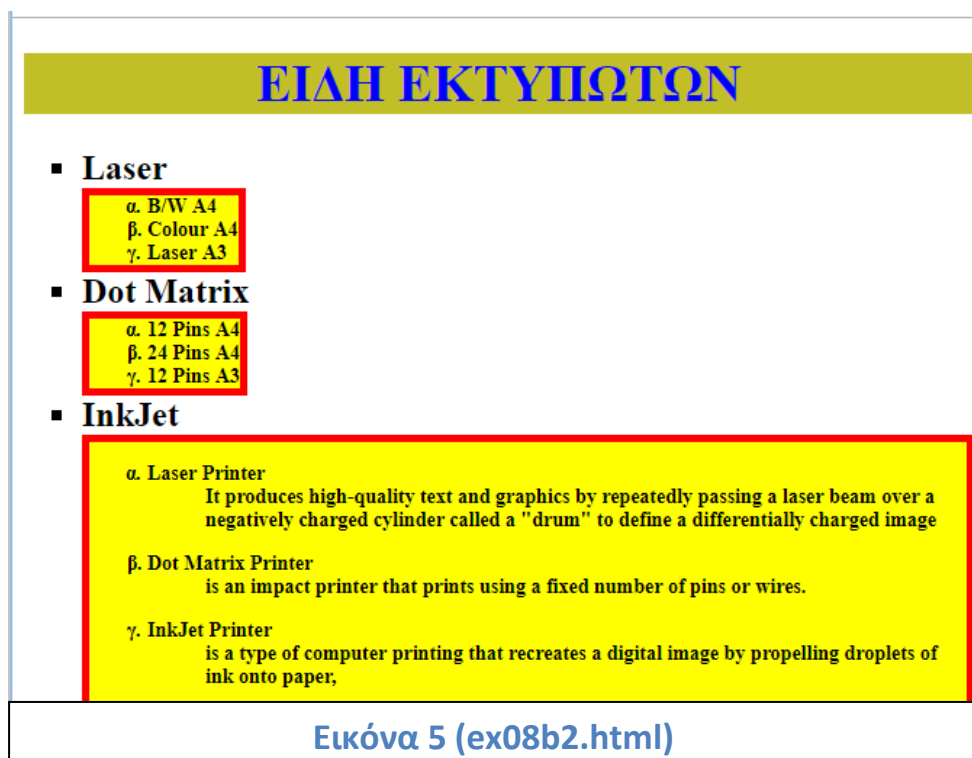 ΕΙΔΗ ΕΚΤΥΠΩΤΩΝ
▪ Laser
α. B/W A4
β. Colour A4
γ. Laser A3
▪ Dot Matrix
α. 12 Pins A4
β. 24 Pins A4
γ. 12 Pins A3
▪ InkJet
α. Laser Printer
It produces high-quality text and graphics by repeatedly passing a laser beam over a
negatively charged cylinder called a "drum" to define a differentially charged image
β. Dot Matrix Printer
is an impact printer that prints using a fixed number of pins or wires.
γ. InkJet Printer
is a type of computer printing that recreates a digital image by propelling droplets of
ink onto paper,
Εικόνα 5 (ex08b2.html)